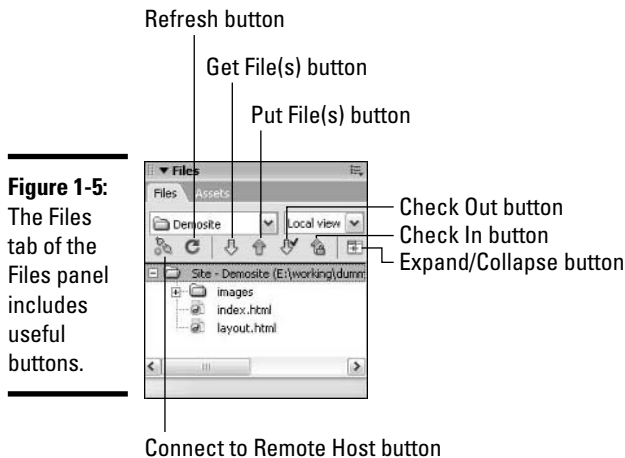 Refresh button
Get File(s) button
Put File(s) button
Figure 1-5:
The Files
tab of the
Files panel
includes
useful
buttons.
Files
Files Assets
Demosite Local view
Check Out button
Check In button
Expand/Collapse button
Site - Demosite (E:\working\dumm
images
index.html
layout.html
Connect to Remote Host button